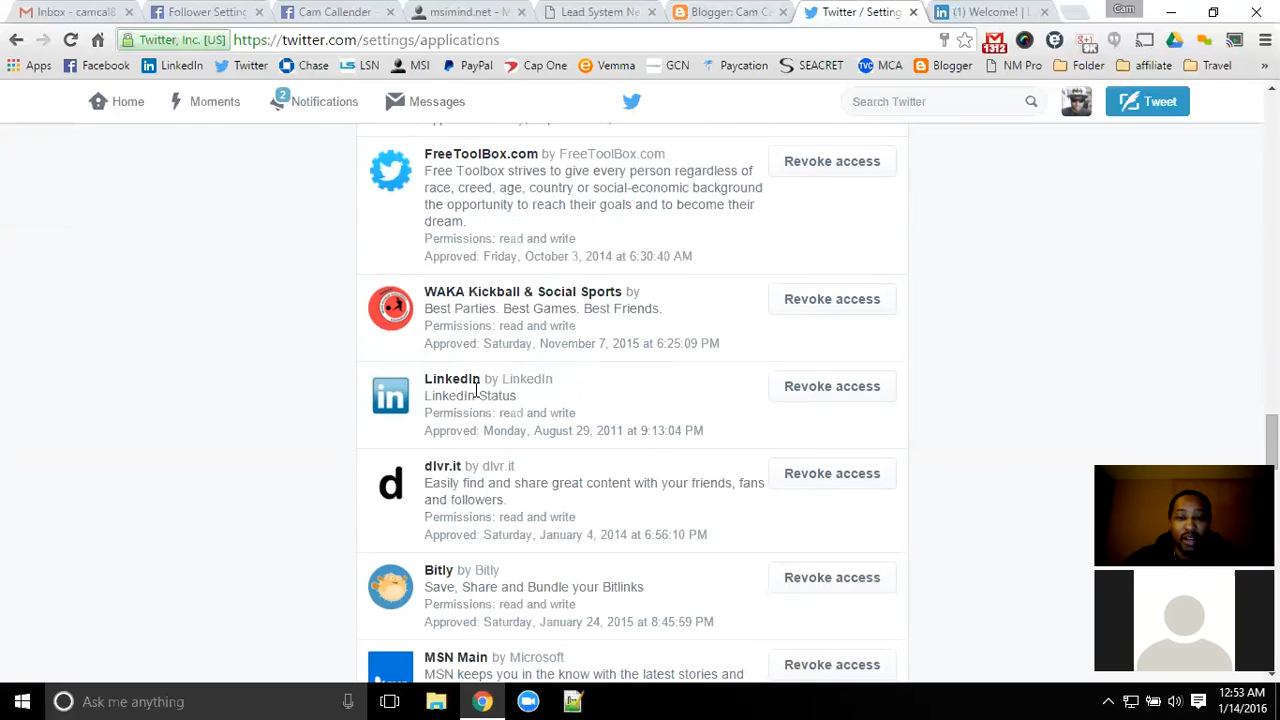 Inbox - camcal8
Follower Setting
Cam Callender
msimind.net - M
Lead System Ne
Blogger: Cam C
Twitter / Setting
(1) Welcome! | L
Cam
Twitter, Inc. [US]
https://twitter.com/settings/applications
1312
9K
Apps
Facebook
LinkedIn
Twitter
Chase
LSN
MSI
PayPal
Cap One
Vemma
GCN
Paycation
SEACRET
MCA
Blogger
NM Pro
Folder
affiliate
Travel
Home
Moments
2
Notifications
Messages
Search Twitter
Tweet
FreeToolBox.com by FreeToolBox.com
Revoke access
Free Toolbox strives to give every person regardless of
race, creed, age, country or social-economic background
the opportunity to reach their goals and to become their
dream.
Permissions: read and write
Approved: Friday, October 3, 2014 at 6:30:40 AM
WAKA Kickball & Social Sports by
Revoke access
Best Parties. Best Games. Best Friends.
Permissions: read and write
Approved: Saturday, November 7, 2015 at 6:25:09 PM
LinkedIn by LinkedIn
Revoke access
LinkedIn Status
Permissions: read and write
Approved: Monday, August 29, 2011 at 9:13:04 PM
dlvr.it by dlvr.it
Revoke access
Easily find and share great content with your friends, fans
and followers.
Permissions: read and write
Approved: Saturday, January 4, 2014 at 6:56:10 PM
Bitly by Bitly
Revoke access
Save, Share and Bundle your Bitlinks
Permissions: read and write
Approved: Saturday, January 24, 2015 at 8:45:59 PM
MSN Main by Microsoft
Revoke access
MSN keeps you in the know with the latest stories and
Ask me anything
12:53 AM
1/14/2016